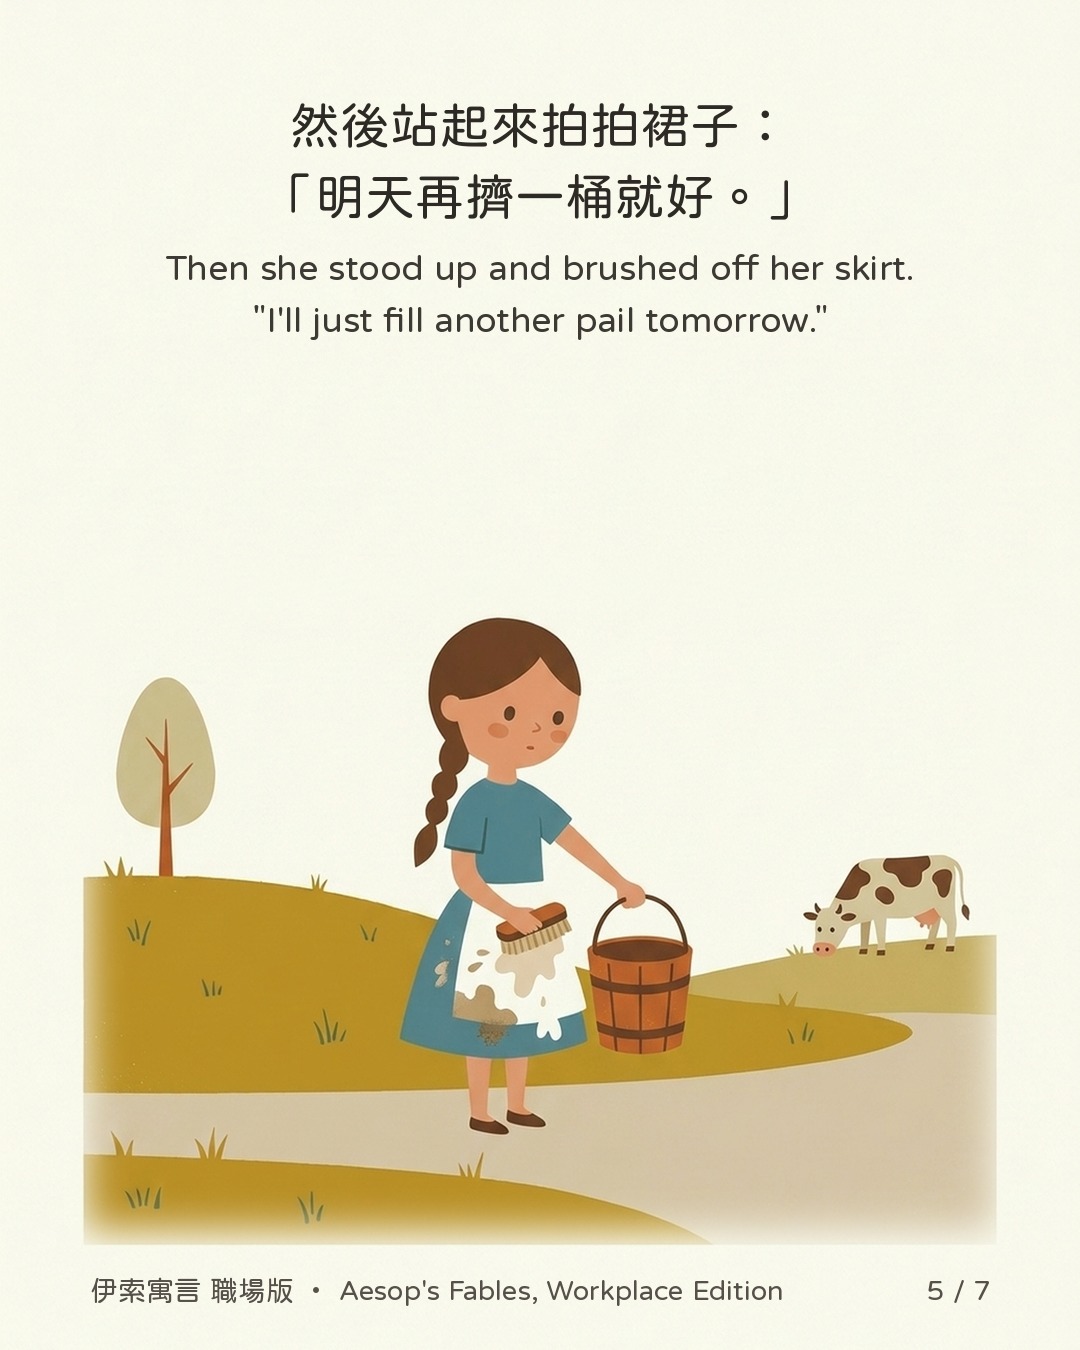 然後站起來拍拍裙子：
「明天再擠一桶就好。」
Then she stood up and brushed off her skirt.
"I'll just fill another pail tomorrow."
伊索寓言 職場版 • Aesop's Fables, Workplace Edition
5 / 7